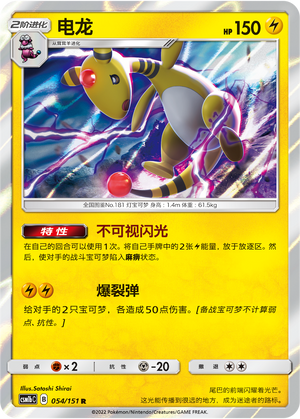 2阶进化 电龙 HP 150
从茸茸羊进化
全国图鉴No.181 灯宝可梦 身高：1.4m 体重：61.5kg
特性 不可视闪光
在自己的回合可以使用1次。将自己手牌中的2张能量，放于放逐区。然
后，使对手的战斗宝可梦陷入麻痹状态。
爆裂弹
给对手的2只宝可梦，各造成50点伤害。[备战宝可梦不计算弱
点、抗性。]
弱点 ×2 抗性 -20 撤退
Illus.Satoshi Shirai
csm1bC B 054/151 R
尾巴的前端闪耀着光芒。
这光能传播到很远的地方，成为迷途者的路标。
©2022 Pokémon/Nintendo/Creatures/GAME FREAK.